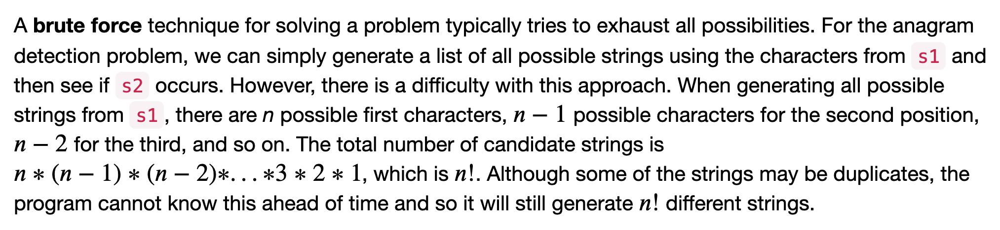 A brute force technique for solving a problem typically tries to exhaust all possibilities. For the anagram
detection problem, we can simply generate a list of all possible strings using the characters from s1 and
then see if s2 occurs. However, there is a difficulty with this approach. When generating all possible
strings from s1, there are n possible first characters, n − 1 possible characters for the second position,
n − 2 for the third, and so on. The total number of candidate strings is
n ∗ (n − 1) ∗ (n − 2)∗. . . ∗3 ∗ 2 ∗ 1, which is n!. Although some of the strings may be duplicates, the
program cannot know this ahead of time and so it will still generate n! different strings.